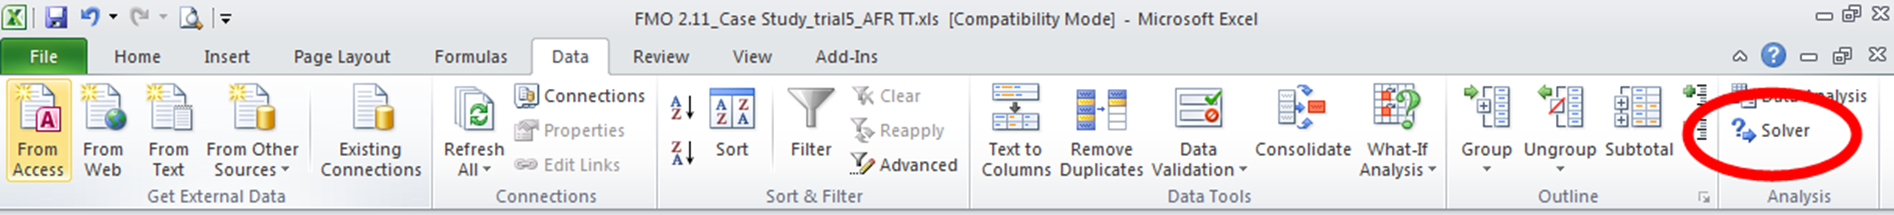 FMO 2.11_Case Study_trial5_AFR TT.xls [Compatibility Mode] - Microsoft Excel
File Home Insert Page Layout Formulas Data Review View Add-Ins
From Access
From Web
From Text
From Other Sources
Existing Connections
Get External Data
Refresh All
Connections
Properties
Edit Links
Connections
Sort
Filter
Clear
Reapply
Advanced
Sort & Filter
Text to Columns
Remove Duplicates
Data Validation
Consolidate
What-If Analysis
Data Tools
Group
Ungroup
Subtotal
Outline
Data Analysis
Solver
Analysis